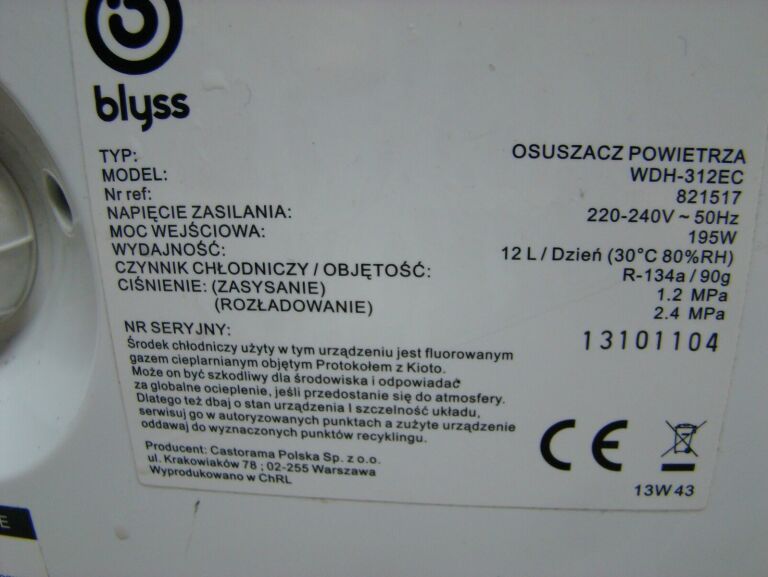 blyss
TYP: OSUSZACZ POWIETRZA
MODEL: WDH-312EC
Nr ref: 821517
NAPIĘCIE ZASILANIA: 220-240V ~ 50Hz
MOC WEJŚCIOWA: 195W
WYDAJNOŚĆ: 12 L / Dzień (30°C 80%RH)
CZYNNIK CHŁODNICZY / OBJĘTOŚĆ: R-134a / 90g
CIŚNIENIE: (ZASYSANIE) 1.2 MPa
(ROZŁADOWANIE) 2.4 MPa
NR SERYJNY: 13101104
Środek chłodniczy użyty w tym urządzeniu jest fluorowanym
gazem cieplarnianym objętym Protokołem z Kioto.
Może on być szkodliwy dla środowiska i odpowiadać
za globalne ocieplenie, jeśli przedostanie się do atmosfery.
Dlatego też dbaj o stan urządzenia I szczelność układu,
serwisuj go w autoryzowanych punktach a zużyte urządzenie
oddawaj do wyznaczonych punktów recyklingu.
Producent: Castorama Polska Sp. z o.o.
ul. Krakowiaków 78 ; 02-255 Warszawa
Wyprodukowano w ChRL
CE
13W43
E